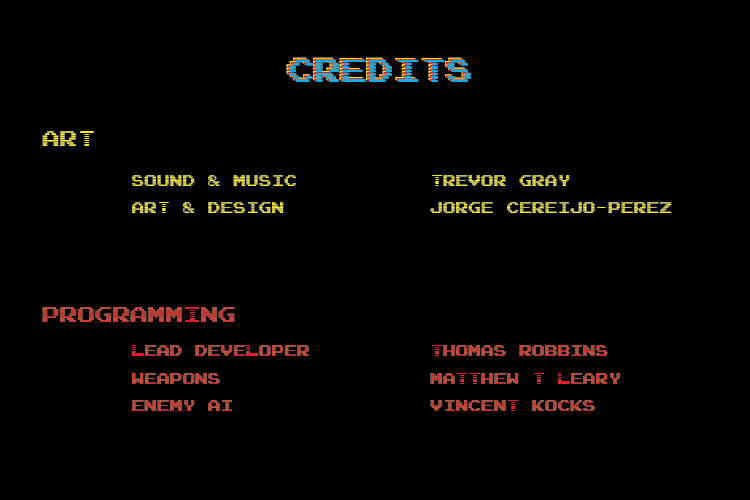 CREDITS
ART
SOUND & MUSIC TREVOR GRAY
ART & DESIGN JORGE CEREIJO-PEREZ
PROGRAMMING
LEAD DEVELOPER THOMAS ROBBINS
WEAPONS MATTHEW T LEARY
ENEMY AI VINCENT KOCKS